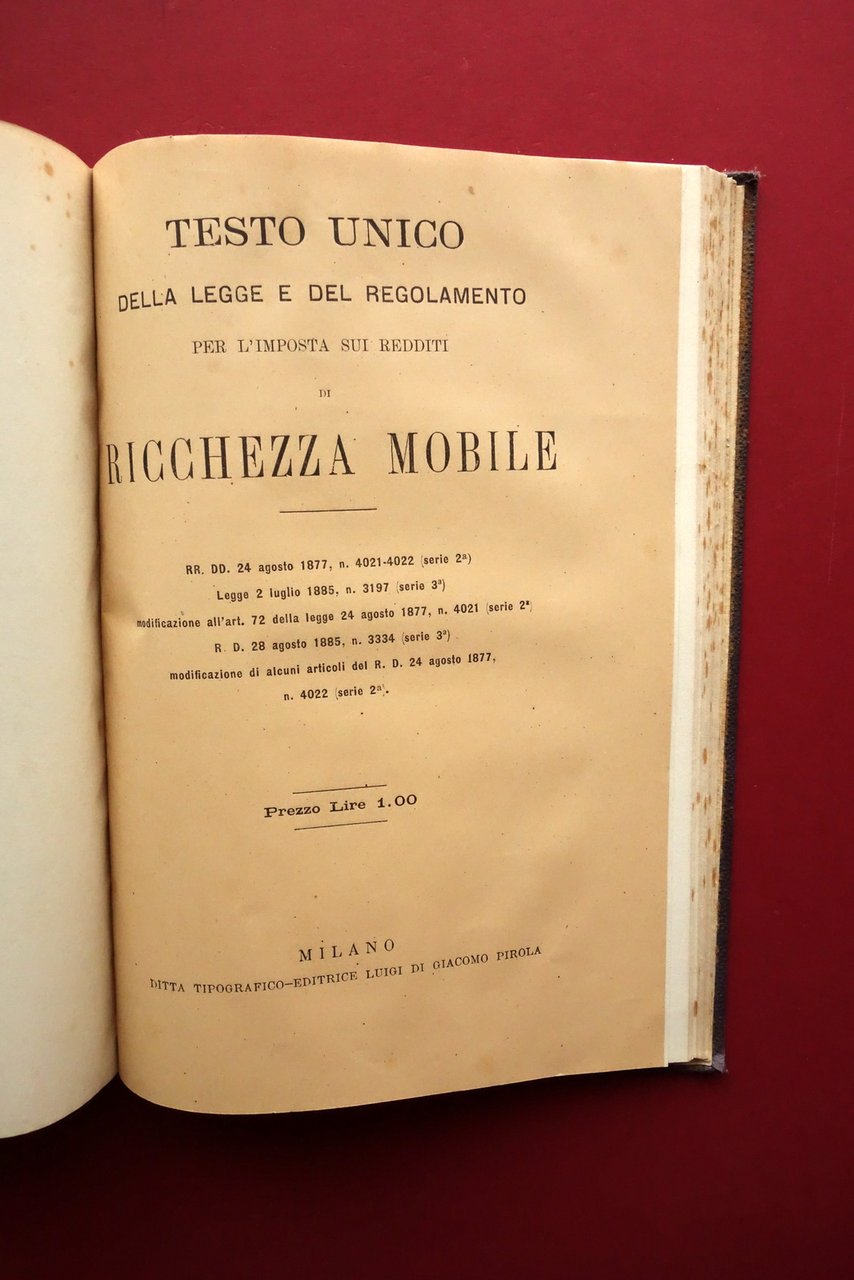 TESTO UNICO
DELLA LEGGE E DEL REGOLAMENTO
PER L'IMPOSTA SUI REDDITI
DI
RICCHEZZA MOBILE
RR. DD. 24 agosto 1877, n. 4021-4022 (serie 2ª)
Legge 2 luglio 1885, n. 3197 (serie 3ª)
modificazione all'art. 72 della legge 24 agosto 1877, n. 4021 (serie 2ª)
R. D. 28 agosto 1885, n. 3334 (serie 3ª)
modificazione di alcuni articoli del R. D. 24 agosto 1877,
n. 4022 (serie 2ª).
Prezzo Lire 1.00
MILANO
DITTA TIPOGRAFICO-EDITRICE LUIGI DI GIACOMO PIROLA